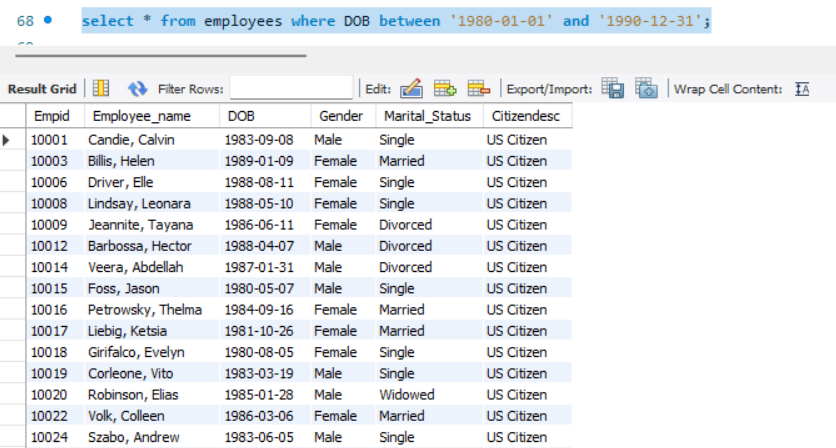 68 select * from employees where DOB between '1980-01-01' and '1990-12-31';
Result Grid Filter Rows: Edit: Export/Import: Wrap Cell Content:
Empid Employee_name DOB Gender Marital_Status Citizendesc
10001 Candie, Calvin 1983-09-08 Male Single US Citizen
10003 Billis, Helen 1989-01-09 Female Married US Citizen
10006 Driver, Elle 1988-08-11 Female Single US Citizen
10008 Lindsay, Leonara 1988-05-10 Female Single US Citizen
10009 Jeannite, Tayana 1986-06-11 Female Divorced US Citizen
10012 Barbossa, Hector 1988-04-07 Male Divorced US Citizen
10014 Veera, Abdellah 1987-01-31 Male Divorced US Citizen
10015 Foss, Jason 1980-05-07 Male Single US Citizen
10016 Petrowsky, Thelma 1984-09-16 Female Married US Citizen
10017 Liebig, Ketsia 1981-10-26 Female Married US Citizen
10018 Girifalco, Evelyn 1980-08-05 Female Single US Citizen
10019 Corleone, Vito 1983-03-19 Male Single US Citizen
10020 Robinson, Elias 1985-01-28 Male Widowed US Citizen
10022 Volk, Colleen 1986-03-06 Female Married US Citizen
10024 Szabo, Andrew 1983-06-05 Male Single US Citizen